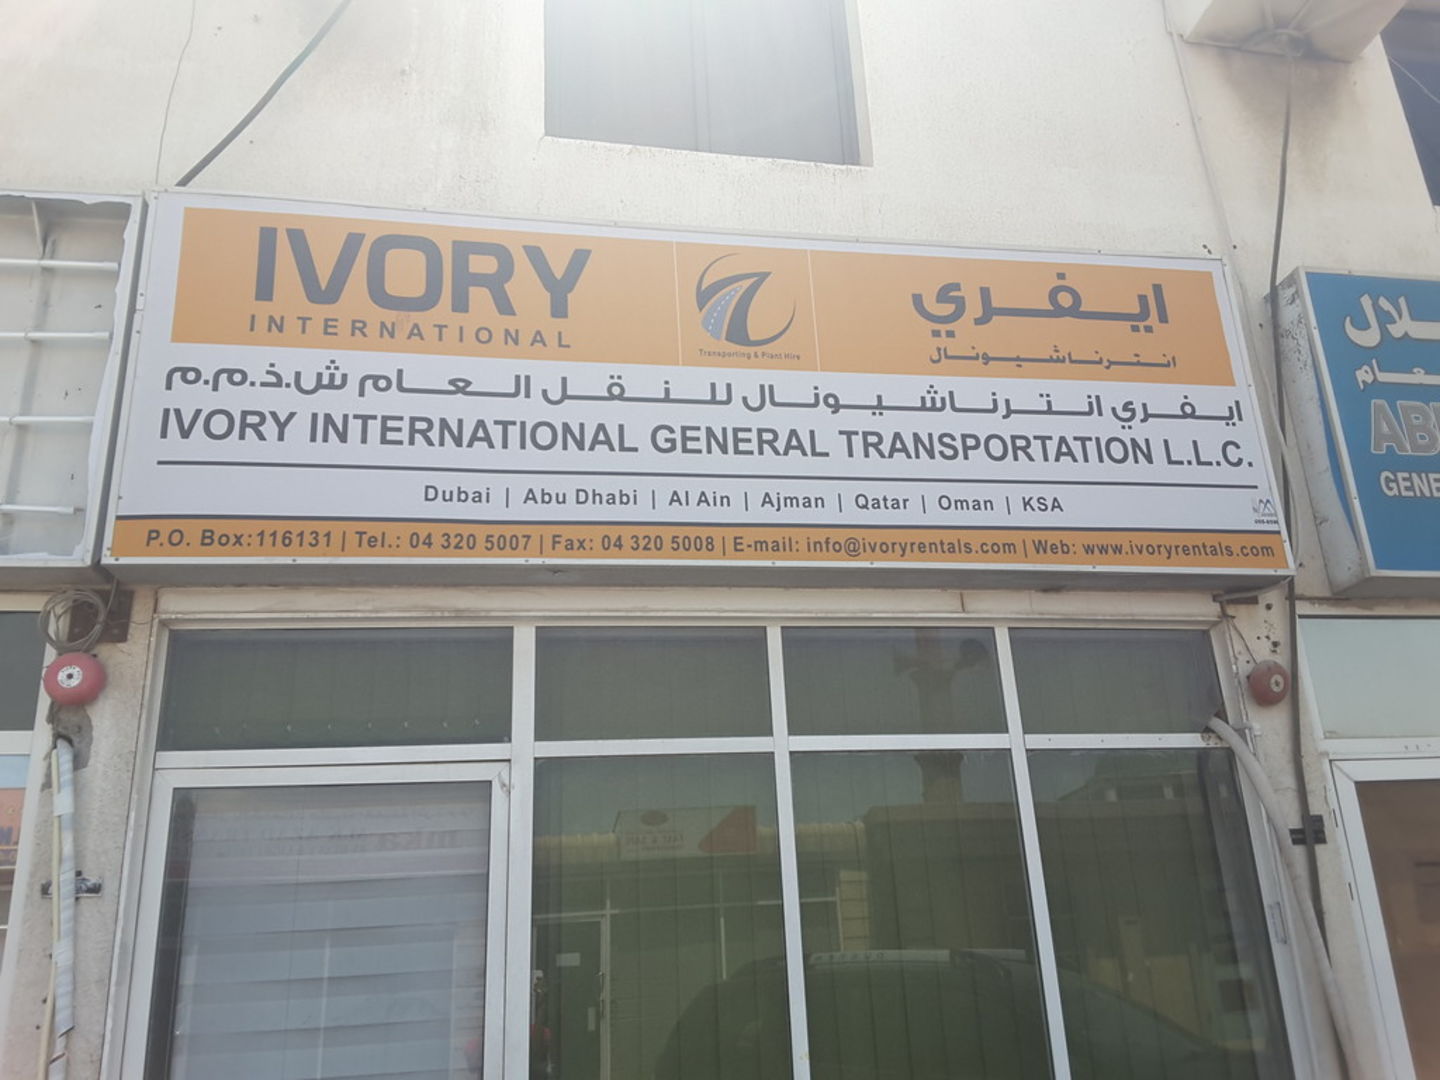 IVORY
INTERNATIONAL
Transporting & Plant Hire
ايفري
انترناشيونال
ايفري انترناشيونال للنقل العام ش.ذ.م.م
IVORY INTERNATIONAL GENERAL TRANSPORTATION L.L.C.
Dubai | Abu Dhabi | Al Ain | Ajman | Qatar | Oman | KSA
P.O. Box:116131 | Tel.: 04 320 5007 | Fax: 04 320 5008 | E-mail: info@ivoryrentals.com | Web: www.ivoryrentals.com